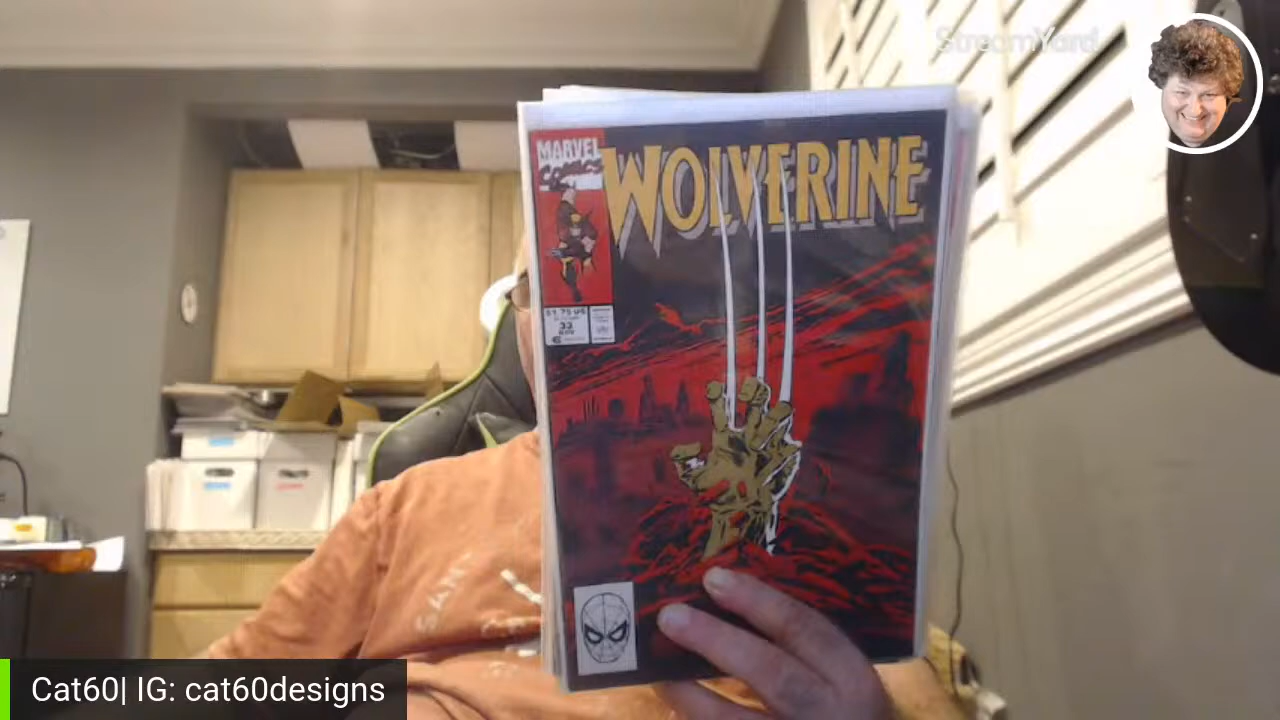 StreamYard
MARVEL
COMICS
WOLVERINE
$1.75 US
33
Cat60| IG: cat60designs